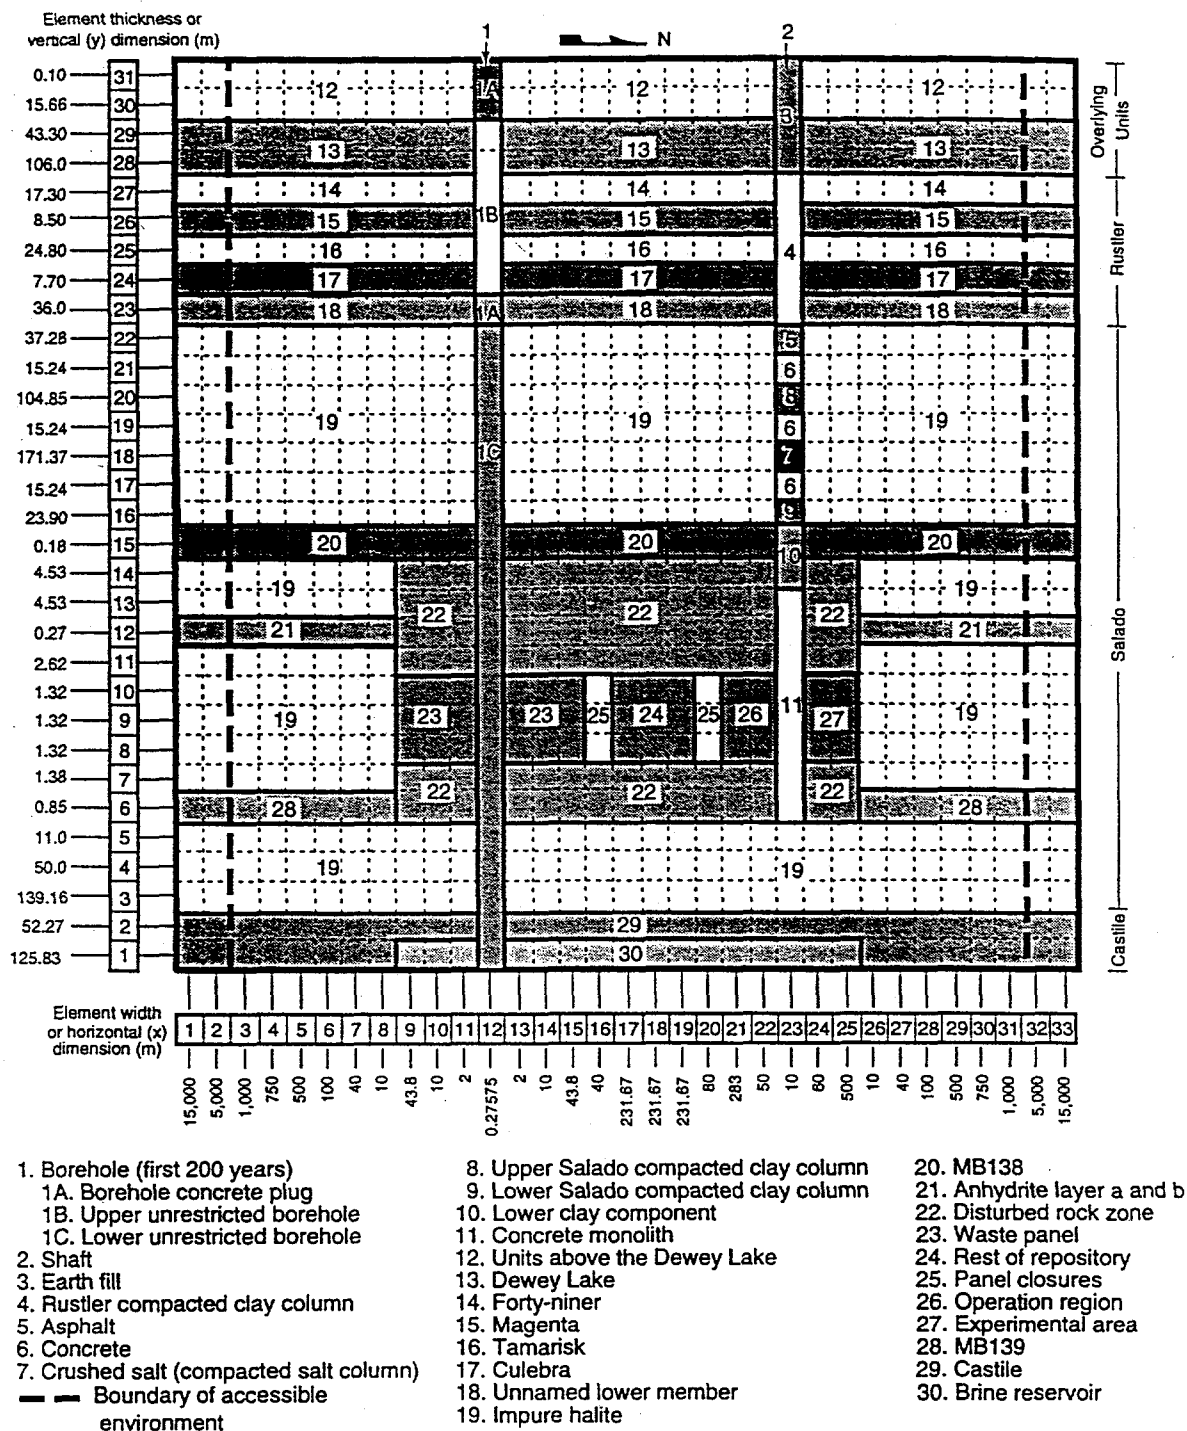 Element thickness or
vertical (y) dimension (m)
1
N
2
0.10 31
12 1A 12 12
15.66 30
3
43.30 29
13 13 13
106.0 28
17.30 27 14 14 14
8.50 26 15 1B 15 15
24.80 25 16 16 4 16
7.70 24 17 17 17
36.0 23 18 1A 18 18
37.28 22 5
15.24 21 6
104.85 20 8
15.24 19 19 19 6 19
171.37 18 1C 7
15.24 17 6
23.90 16 9
0.18 15 20 20 10 20
4.53 14
19 19
4.53 13 22 22 22
0.27 12 21 21
2.62 11
1.32 10
1.32 9 19 23 23 25 24 25 26 11 27 19
1.32 8
1.38 7
22 22 22
0.85 6 28 28
11.0 5
50.0 4 19 19
139.16 3
52.27 2 29
125.83 1 30
Overlying
Units
Rustler
Salado
Castile
Element width
or horizontal (x)
dimension (m)
1 2 3 4 5 6 7 8 9 10 11 12 13 14 15 16 17 18 19 20 21 22 23 24 25 26 27 28 29 30 31 32 33
15,000 5,000 1,000 750 500 100 40 10 43.8 10 2 0.27575 2 10 43.8 40 231.67 231.67 231.67 80 283 50 10 60 500 10 40 100 500 750 1,000 5,000 15,000
1. Borehole (first 200 years)
1A. Borehole concrete plug
1B. Upper unrestricted borehole
1C. Lower unrestricted borehole
2. Shaft
3. Earth fill
4. Rustler compacted clay column
5. Asphalt
6. Concrete
7. Crushed salt (compacted salt column)
Boundary of accessible
environment
8. Upper Salado compacted clay column
9. Lower Salado compacted clay column
10. Lower clay component
11. Concrete monolith
12. Units above the Dewey Lake
13. Dewey Lake
14. Forty-niner
15. Magenta
16. Tamarisk
17. Culebra
18. Unnamed lower member
19. Impure halite
20. MB138
21. Anhydrite layer a and b
22. Disturbed rock zone
23. Waste panel
24. Rest of repository
25. Panel closures
26. Operation region
27. Experimental area
28. MB139
29. Castile
30. Brine reservoir